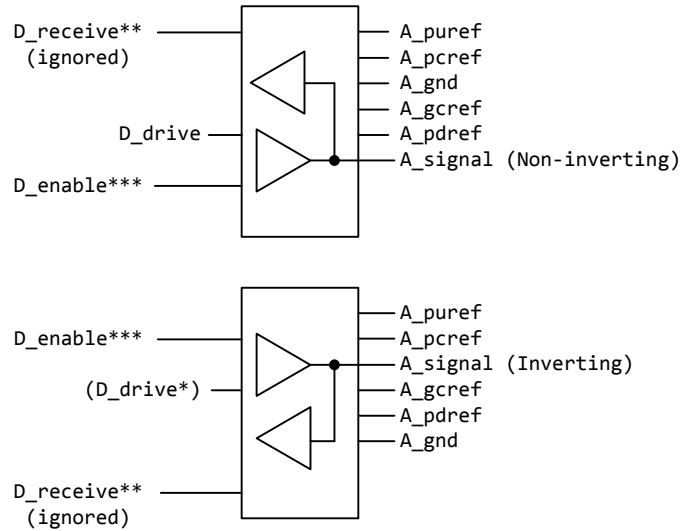 D_receive**
(ignored)
D_drive
D_enable***
A_puref
A_pcref
A_gnd
A_gcref
A_pdref
A_signal (Non-inverting)
D_enable***
(D_drive*)
D_receive**
(ignored)
A_puref
A_pcref
A_signal (Inverting)
A_gcref
A_pdref
A_gnd